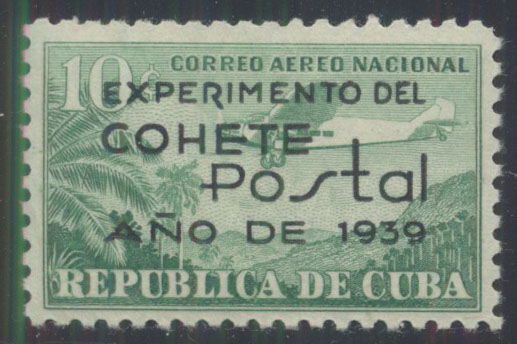 10¢ CORREO AEREO NACIONAL
EXPERIMENTO DEL
COHETE
Postal
AÑO DE 1939
REPUBLICA DE CUBA